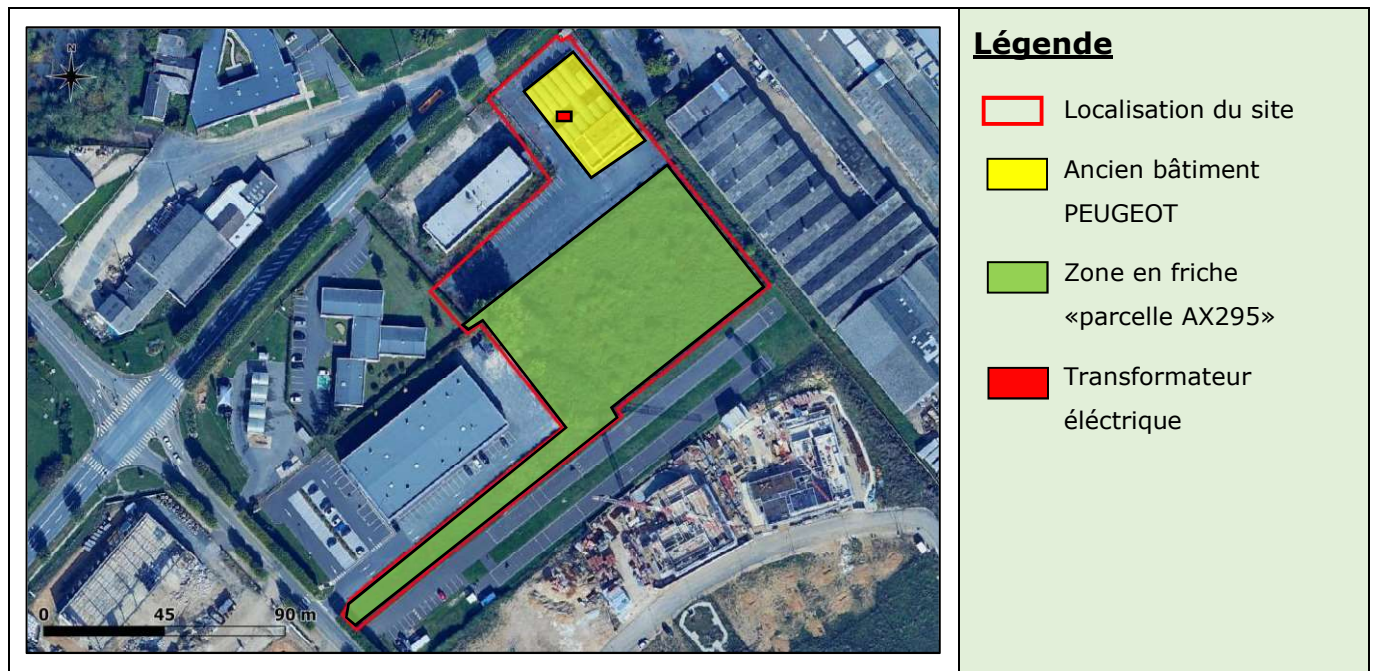 N
0 45 90 m
Légende
Localisation du site
Ancien bâtiment
PEUGEOT
Zone en friche
«parcelle AX295»
Transformateur
éléctrique